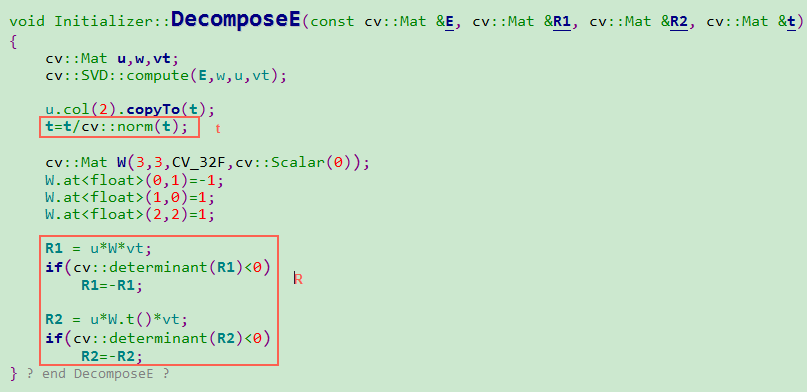 void Initializer::DecomposeE(const cv::Mat &E, cv::Mat &R1, cv::Mat &R2, cv::Mat &t)
{
    cv::Mat u,w,vt;
    cv::SVD::compute(E,w,u,vt);

    u.col(2).copyTo(t);
    t=t/cv::norm(t); t

    cv::Mat W(3,3,CV_32F,cv::Scalar(0));
    W.at<float>(0,1)=-1;
    W.at<float>(1,0)=1;
    W.at<float>(2,2)=1;

    R1 = u*W*vt;
    if(cv::determinant(R1)<0) R
        R1=-R1;

    R2 = u*W.t()*vt;
    if(cv::determinant(R2)<0)
        R2=-R2;
} ? end DecomposeE ?